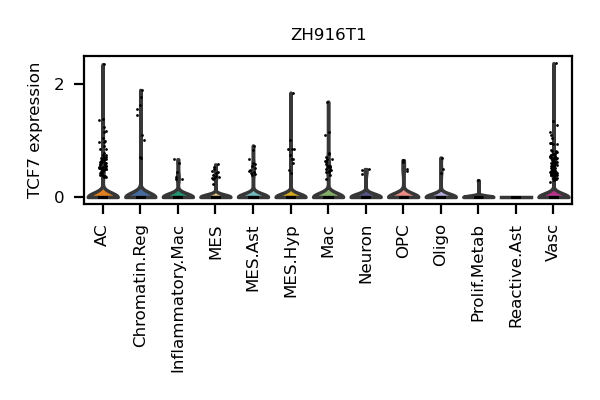 ZH916T1
TCF7 expression
2
0
AC
Chromatin.Reg
Inflammatory.Mac
MES
MES.Ast
MES.Hyp
Mac
Neuron
OPC
Oligo
Prolif.Metab
Reactive.Ast
Vasc